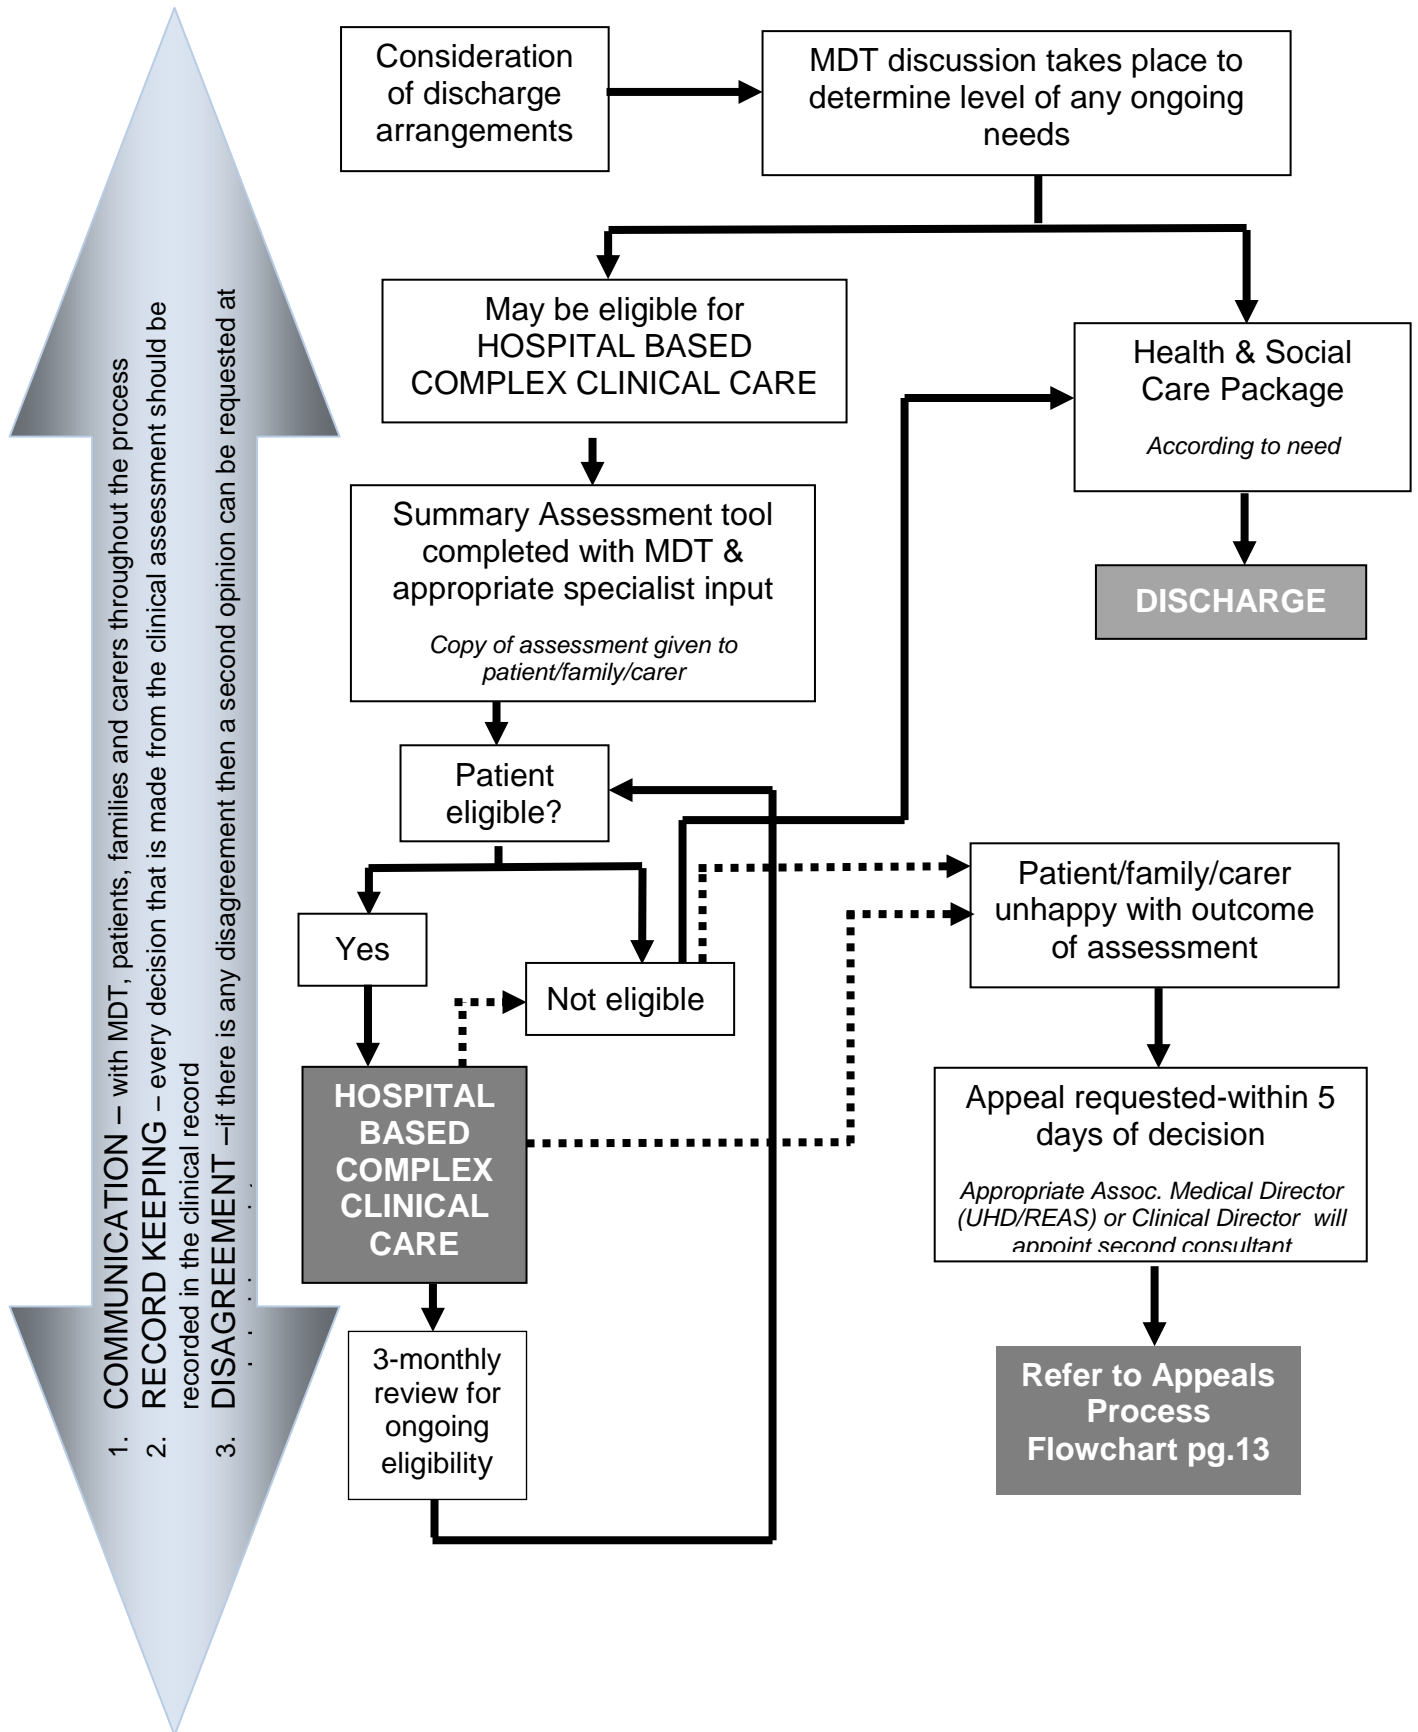 Consideration
of discharge
arrangements
MDT discussion takes place to
determine level of any ongoing
needs
May be eligible for
HOSPITAL BASED
COMPLEX CLINICAL CARE
Health & Social
Care Package
According to need
DISCHARGE
Summary Assessment tool
completed with MDT &
appropriate specialist input
Copy of assessment given to
patient/family/carer
Patient
eligible?
Yes
Not eligible
Patient/family/carer
unhappy with outcome
of assessment
HOSPITAL
BASED
COMPLEX
CLINICAL
CARE
Appeal requested-within 5
days of decision
Appropriate Assoc. Medical Director
(UHD/REAS) or Clinical Director will
appoint second consultant
3-monthly
review for
ongoing
eligibility
Refer to Appeals
Process
Flowchart pg.13
1. COMMUNICATION – with MDT, patients, families and carers throughout the process
2. RECORD KEEPING – every decision that is made from the clinical assessment should be
recorded in the clinical record
3. DISAGREEMENT –if there is any disagreement then a second opinion can be requested at